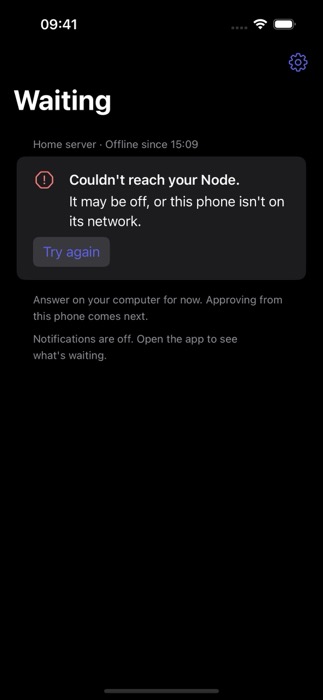 09:41
Waiting
Home server · Offline since 15:09
Couldn't reach your Node.
It may be off, or this phone isn't on
its network.
Try again
Answer on your computer for now. Approving from
this phone comes next.
Notifications are off. Open the app to see
what's waiting.